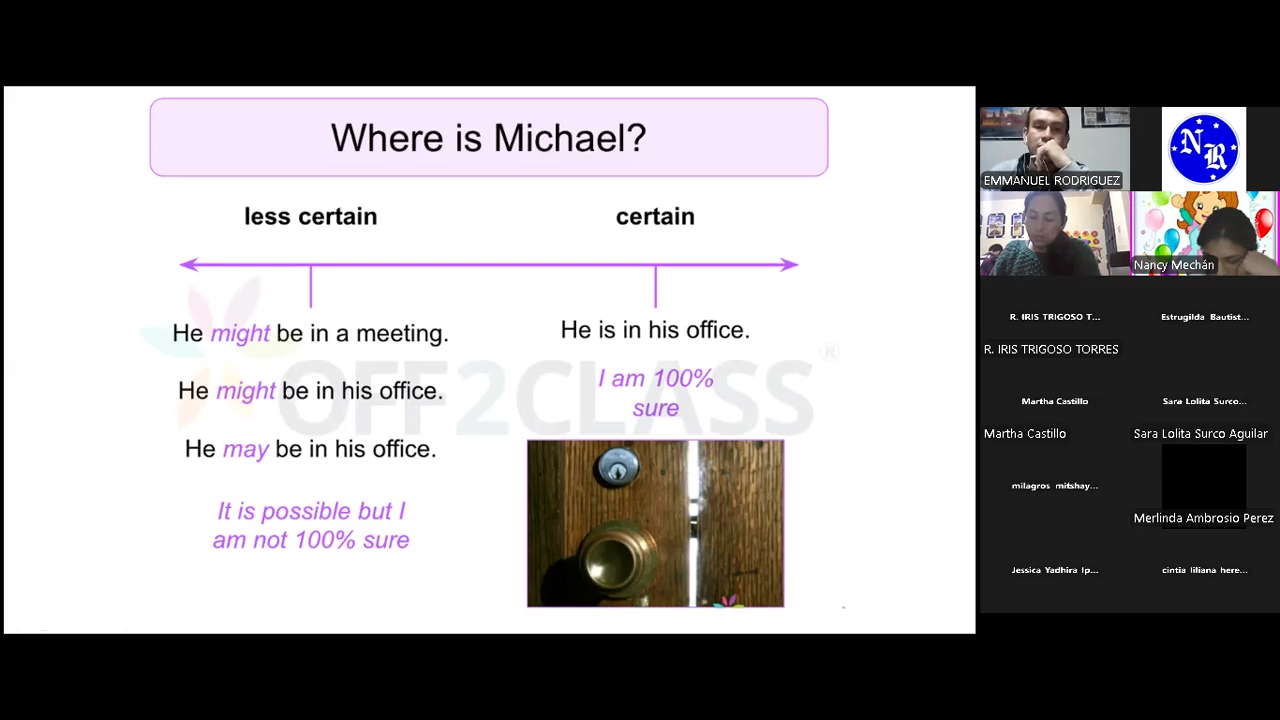 Where is Michael?
less certain
certain
He might be in a meeting.
He might be in his office.
He may be in his office.
It is possible but I
am not 100% sure
He is in his office.
I am 100%
sure
OFF2CLASS
®
EMMANUEL RODRIGUEZ
N
R
Nancy Mechán
R. IRIS TRIGOSO T...
R. IRIS TRIGOSO TORRES
Estrugilda Bautist...
Martha Castillo
Martha Castillo
Sara Lolita Surco...
Sara Lolita Surco Aguilar
milagros mitshay...
Merlinda Ambrosio Perez
Jessica Yadhira Ip...
cintia liliana here...